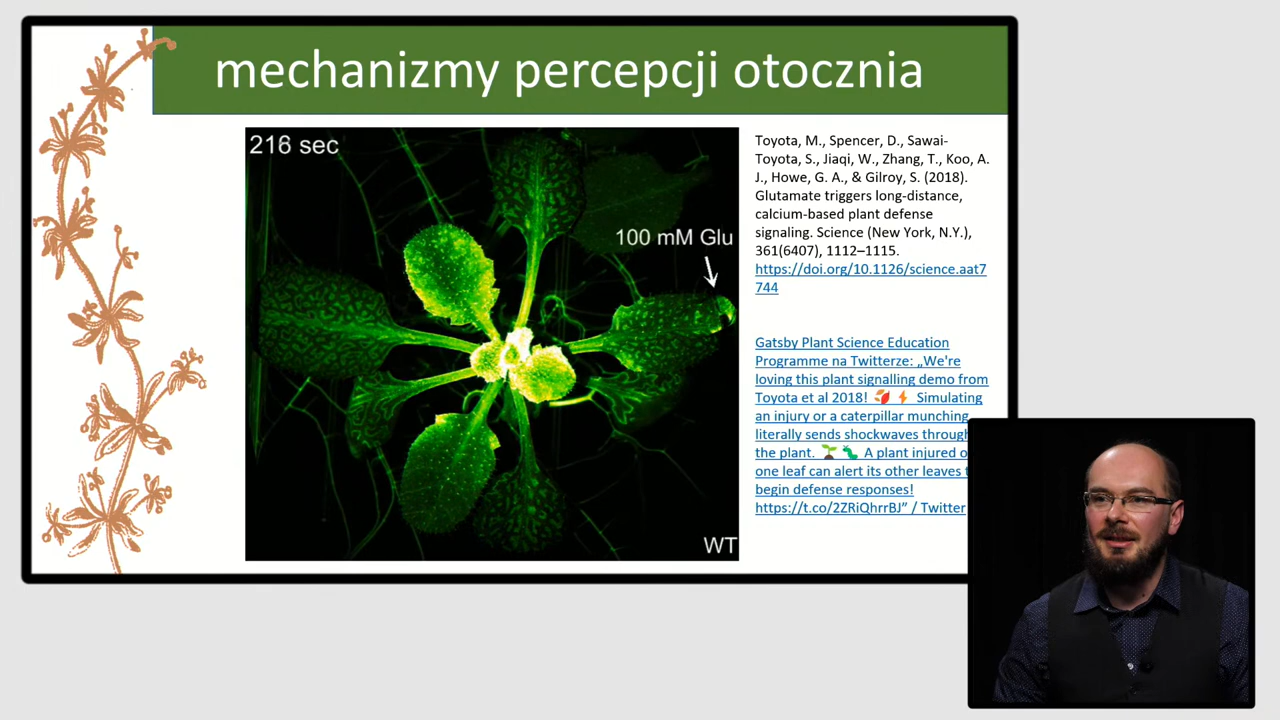 mechanizmy percepcji otocznia
216 sec
100 mM Glu
WT
Toyota, M., Spencer, D., Sawai-
Toyota, S., Jiaqi, W., Zhang, T., Koo, A.
J., Howe, G. A., & Gilroy, S. (2018).
Glutamate triggers long-distance,
calcium-based plant defense
signaling. Science (New York, N.Y.),
361(6407), 1112–1115.
https://doi.org/10.1126/science.aat7
744
Gatsby Plant Science Education
Programme na Twitterze: „We're
loving this plant signalling demo from
Toyota et al 2018! 🍂 ⚡ Simulating
an injury or a caterpillar munching
literally sends shockwaves through
the plant. 🌱 🐛 A plant injured
one leaf can alert its other leaves
begin defense responses!
https://t.co/2ZRiQhrrBJ” / Twitter